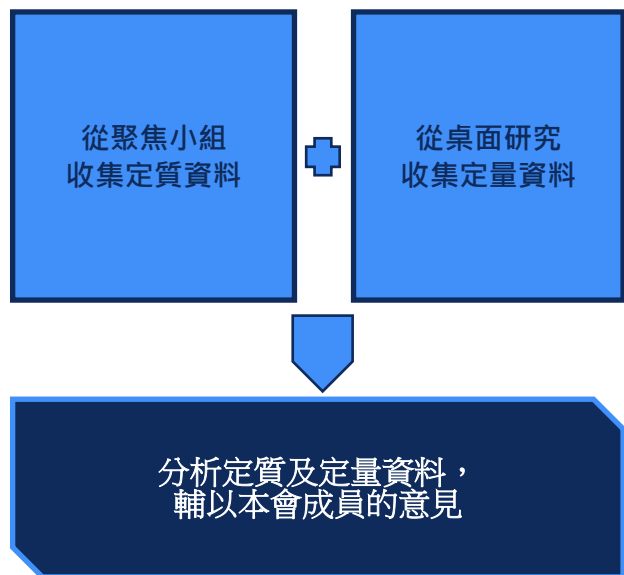 從聚焦小組
收集定質資料
從桌面研究
收集定量資料
分析定質及定量資料，
輔以本會成員的意見